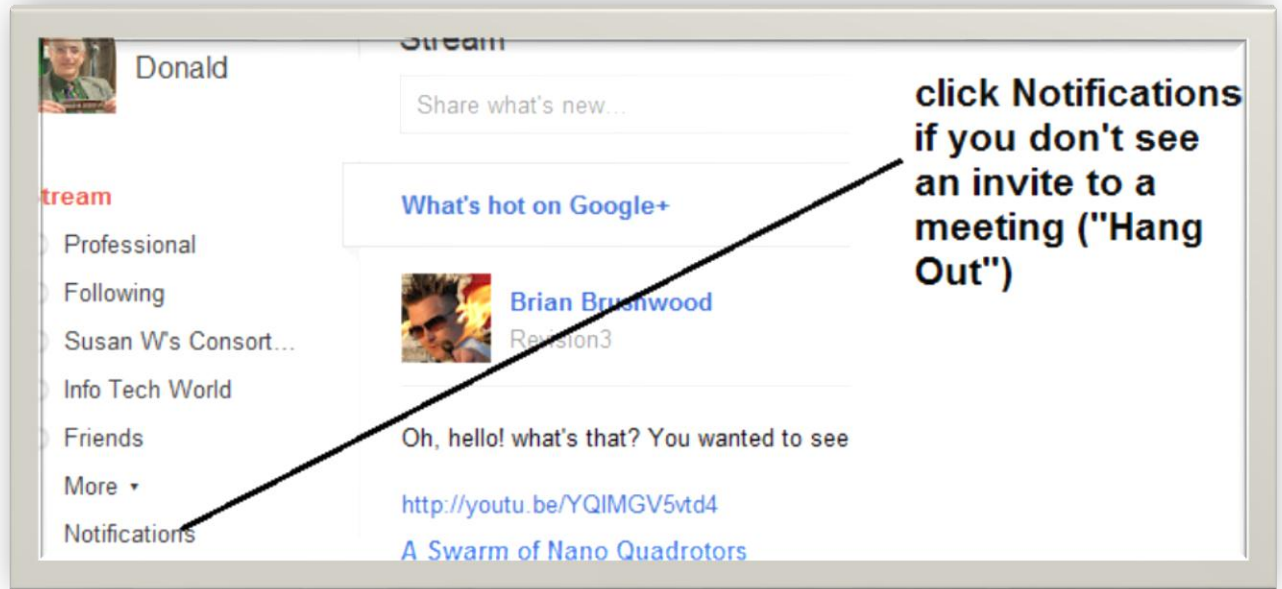 Donald
Stream
Share what's new...
click Notifications
if you don't see
an invite to a
meeting ("Hang
Out")
tream
What's hot on Google+
Professional
Following
Susan W's Consort...
Info Tech World
Friends
More ▾
Notifications
Brian Brushwood
Revision3
Oh, hello! what's that? You wanted to see
http://youtu.be/YQIMGV5vtd4
A Swarm of Nano Quadrotors